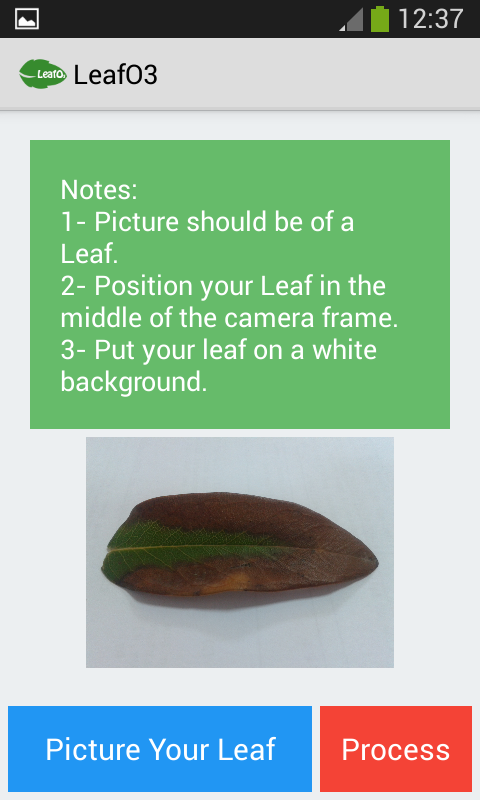 12:37
LeafO3
LeafO3
Notes:
1- Picture should be of a
Leaf.
2- Position your Leaf in the
middle of the camera frame.
3- Put your leaf on a white
background.
Picture Your Leaf
Process